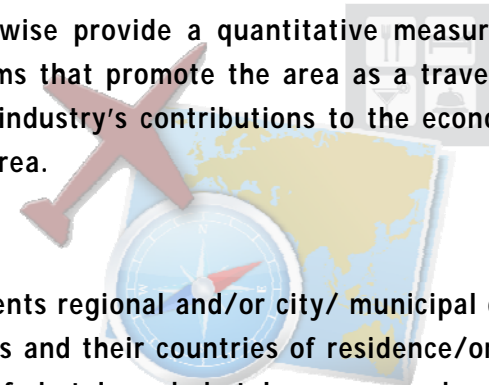 wise provide a quantitative measur
ms that promote the area as a trave
industry's contributions to the econo
rea.
ents regional and/or city/ municipal
s and their countries of residence/or